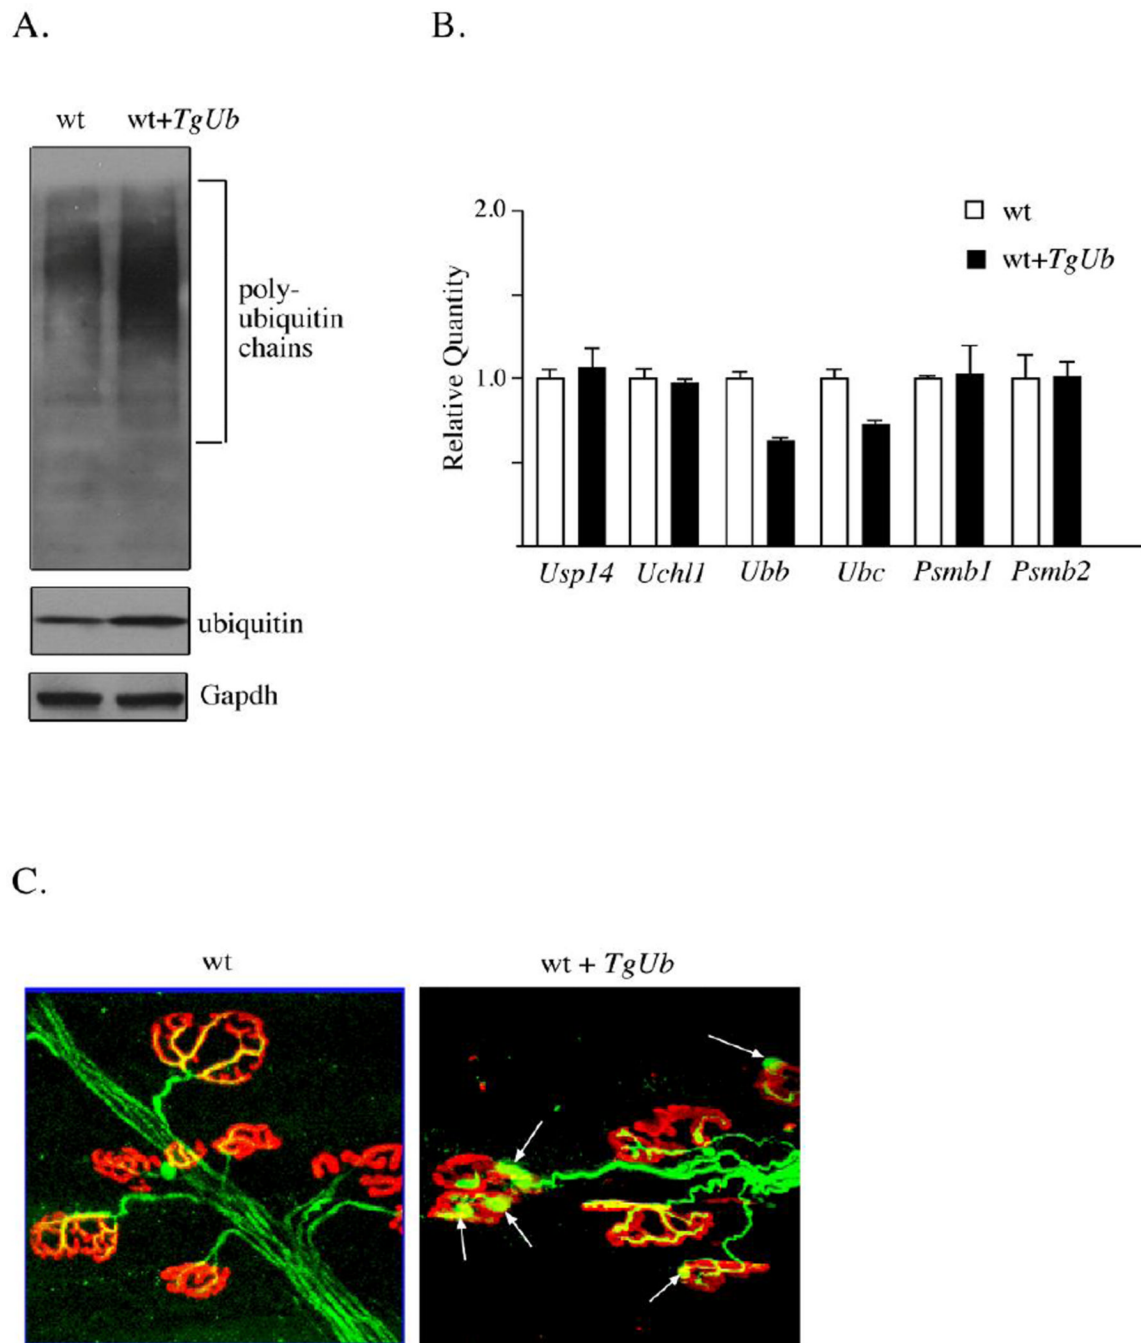 A.
wt wt+TgUb
poly-
ubiquitin
chains
ubiquitin
Gapdh
B.
2.0
1.0
Relative Quantity
wt
wt+TgUb
Usp14 Uchl1 Ubb Ubc Psmb1 Psmb2
C.
wt wt + TgUb